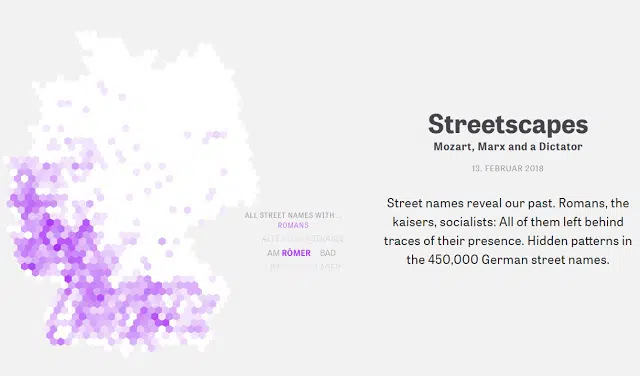 Streetscapes
Mozart, Marx and a Dictator
13. FEBRUAR 2018
Street names reveal our past. Romans, the
kaisers, socialists: All of them left behind
traces of their presence. Hidden patterns in
the 450,000 German street names.
ALL STREET NAMES WITH...
ROMANS
AM RÖMER BAD